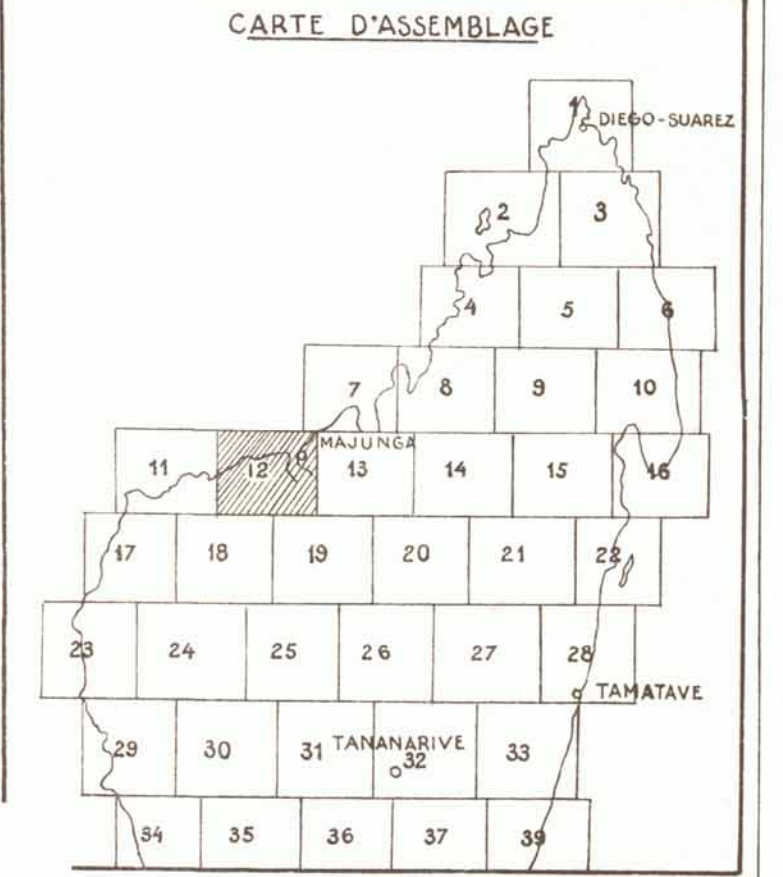 CARTE D'ASSEMBLAGE
1
DIEGO-SUAREZ
2 3
4 5 6
7 8 9 10
MAJUNGA
11 12 13 14 15 16
17 18 19 20 21 22
23 24 25 26 27 28
TAMATAVE
29 30 31 TANANARIVE 32 33
34 35 36 37 39